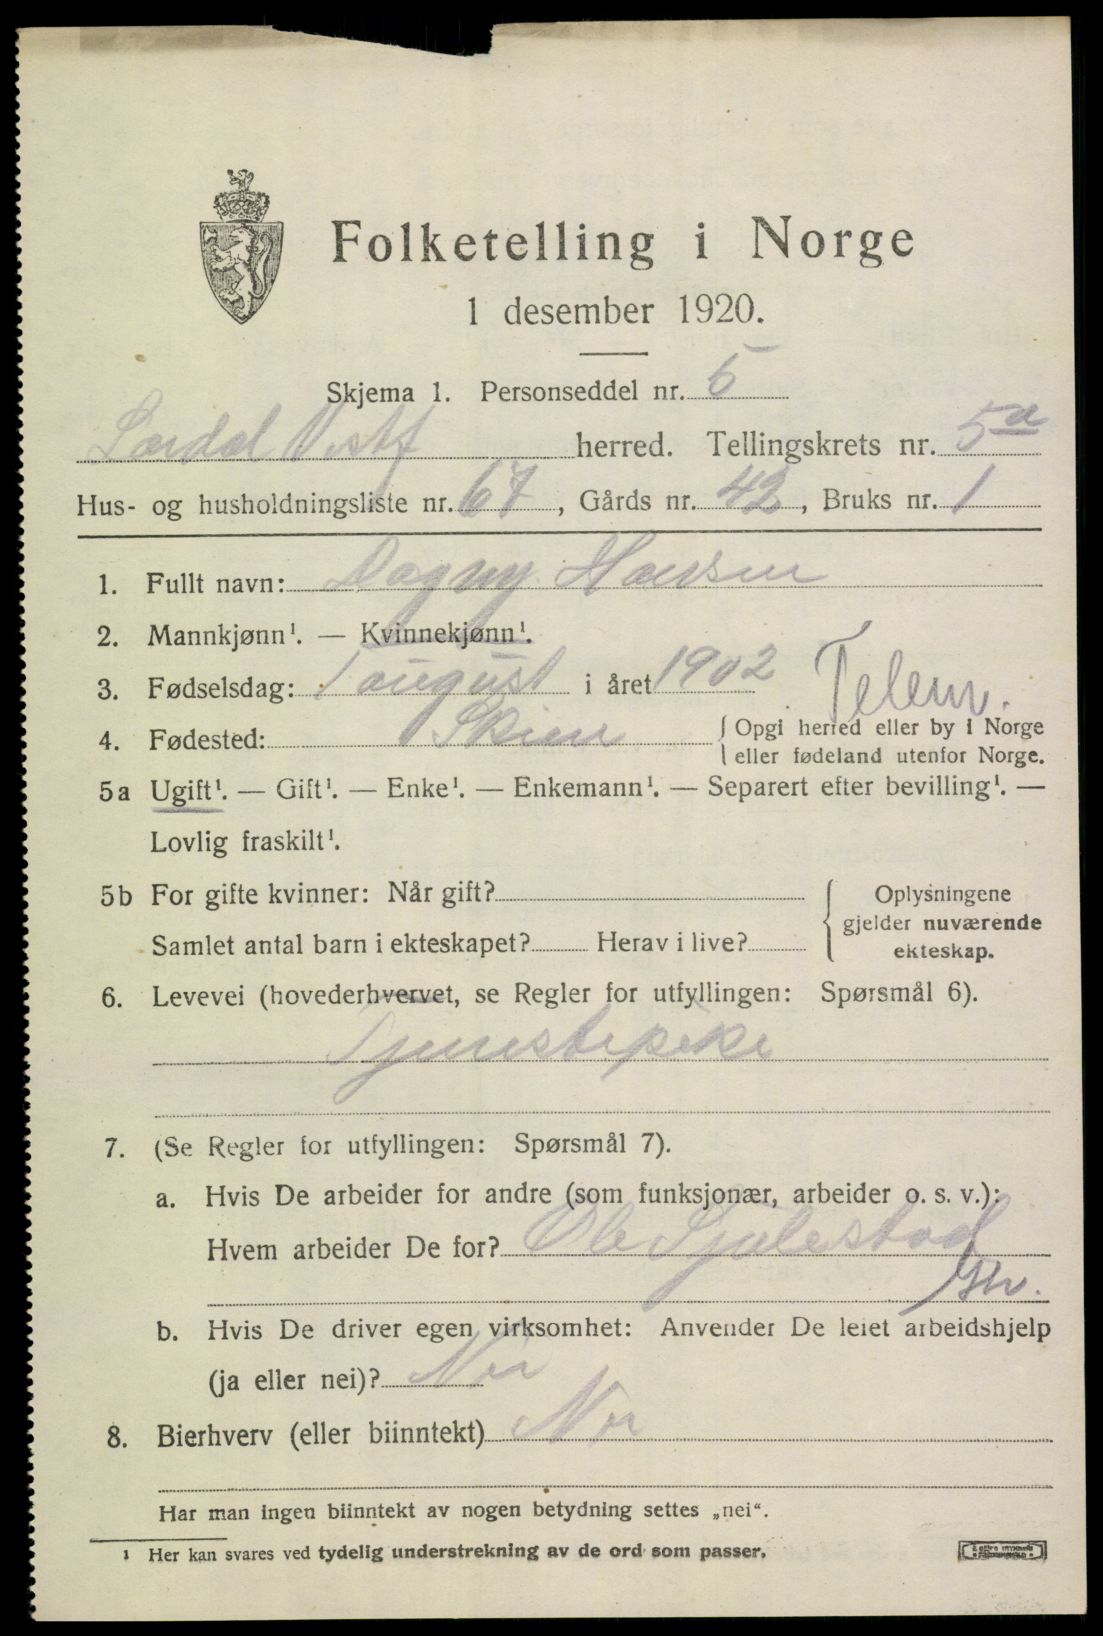 Folketelling i Norge
1 desember 1920.
Skjema 1. Personseddel nr. 5
Lardal Vestf herred. Tellingskrets nr. 5a
Hus- og husholdningsliste nr. 67, Gårds nr. 42, Bruks nr. 1
1. Fullt navn: Dagny Hansen
2. Mannkjønn¹. — Kvinnekjønn¹.
3. Fødselsdag: 1 august i året 1902 Telem.
4. Fødested: Skien { Opgi herred eller by i Norge
{ eller fødeland utenfor Norge.
5a Ugift¹. — Gift¹. — Enke¹. — Enkemann¹. — Separert efter bevilling¹. —
Lovlig fraskilt¹.
5b For gifte kvinner: Når gift? Oplysningene
gjelder nuværende
Samlet antal barn i ekteskapet? Herav i live?
ekteskap.
6. Levevei (hovederhvervet, se Regler for utfyllingen: Spørsmål 6).
Tjenestepike
7. (Se Regler for utfyllingen: Spørsmål 7).
a. Hvis De arbeider for andre (som funksjonær, arbeider o. s. v.):
Hvem arbeider De for? Ole Sjulestad
b. Hvis De driver egen virksomhet: Anvender De leiet arbeidshjelp
(ja eller nei)? Nei
8. Bierhverv (eller biinntekt) Nei
Har man ingen biinntekt av nogen betydning settes „nei“.
¹ Her kan svares ved tydelig understrekning av de ord som passer.